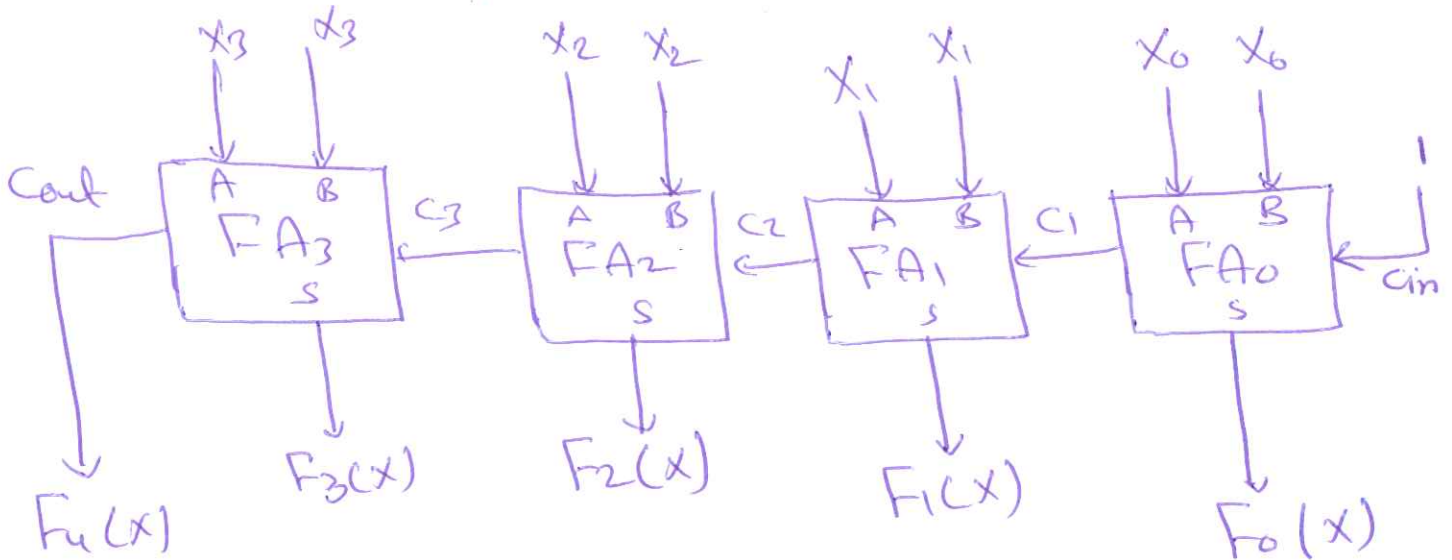 X3 X3 X2 X2 X1 X1 X0 X0 1
Cout A B C3 A B C2 A B C1 A B Cin
FA3 FA2 FA1 FA0
S S S S
F4(X) F3(X) F2(X) F1(X) F0(X)